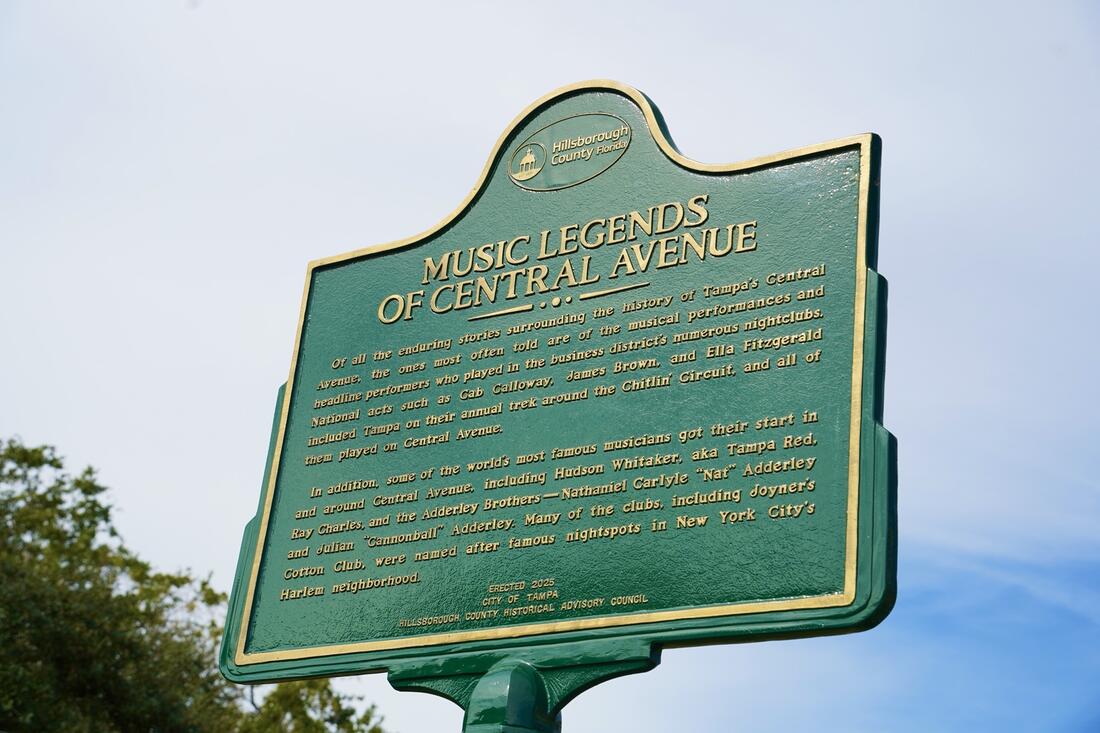 Hillsborough
County Florida
MUSIC LEGENDS
OF CENTRAL AVENUE
Of all the enduring stories surrounding the history of Tampa's Central
Avenue, the ones most often told are of the musical performances and
headline performers who played in the business district's numerous nightclubs.
National acts such as Cab Calloway, James Brown, and Ella Fitzgerald
included Tampa on their annual trek around the Chitlin' Circuit, and all of
them played on Central Avenue.
In addition, some of the world's most famous musicians got their start in
and around Central Avenue, including Hudson Whitaker, aka Tampa Red,
Ray Charles, and the Adderley Brothers—Nathaniel Carlyle "Nat" Adderley
and Julian "Cannonball" Adderley. Many of the clubs, including Joyner's
Cotton Club, were named after famous nightspots in New York City's
Harlem neighborhood.
ERECTED 2025
CITY OF TAMPA
HILLSBOROUGH COUNTY HISTORICAL ADVISORY COUNCIL